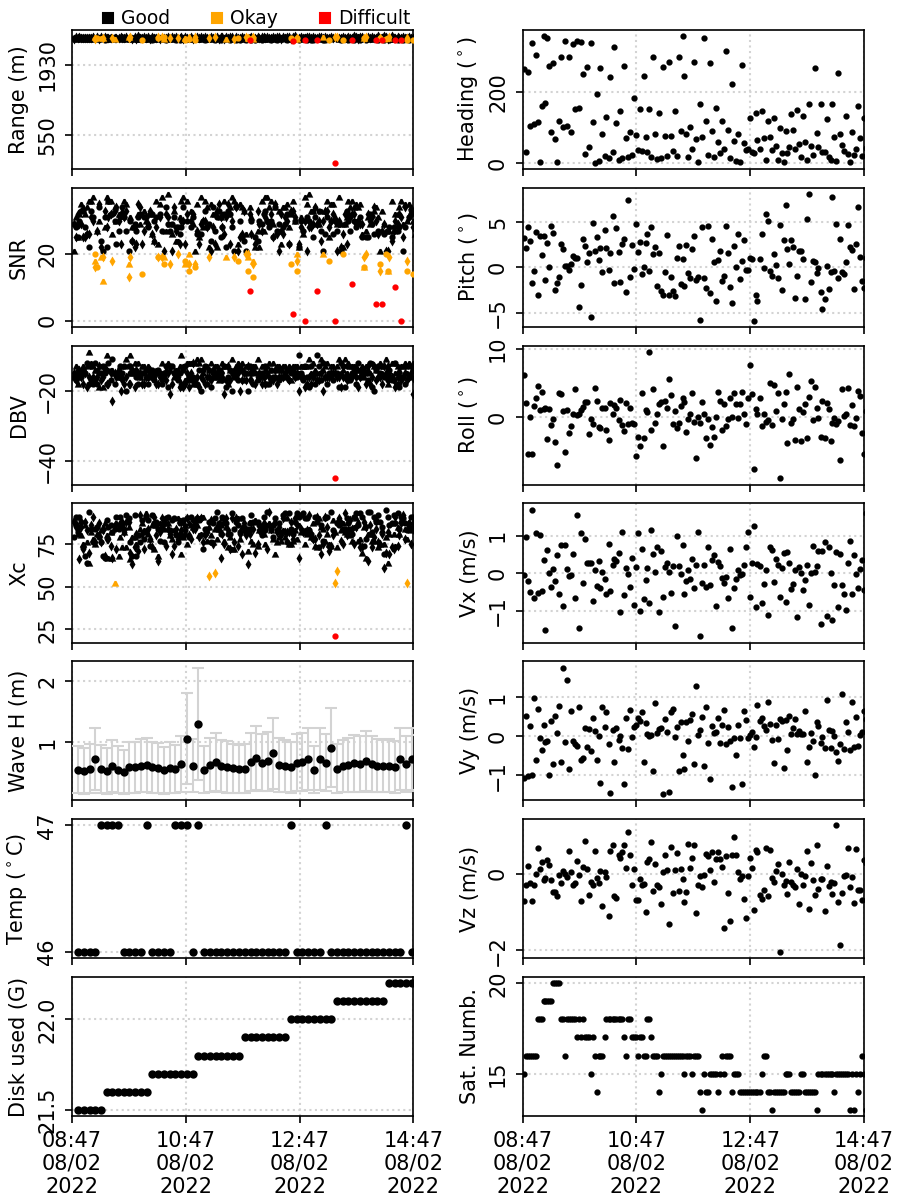 Good Okay Difficult
Range (m) 1930 550
Heading (°) 200 0
SNR 20 0
Pitch (°) 5 0 −5
DBV −20 −40
Roll (°) 10 0
Xc 75 50 25
Vx (m/s) 1 0 −1
Wave H (m) 2 1
Vy (m/s) 1 0 −1
Temp (°C) 47 46
Vz (m/s) 0 −2
Disk used (G) 22.0 21.5
Sat. Numb. 20 15
08:47 10:47 12:47 14:47 08:47 10:47 12:47 14:47
08/02 08/02 08/02 08/02 08/02 08/02 08/02 08/02
2022 2022 2022 2022 2022 2022 2022 2022